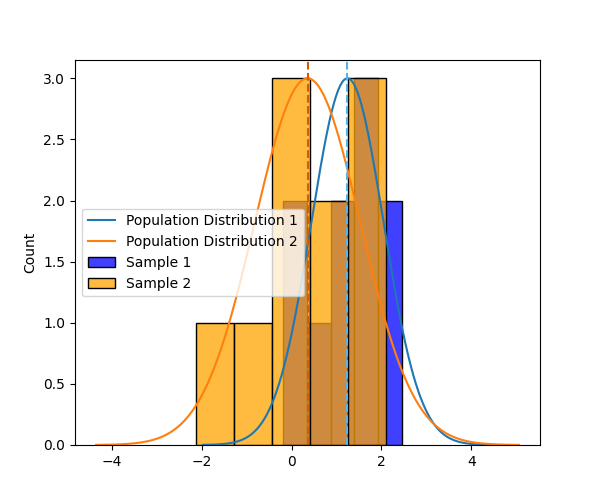 3.0
2.5
2.0
1.5
1.0
0.5
0.0
Count
Population Distribution 1
Population Distribution 2
Sample 1
Sample 2
−4 −2 0 2 4